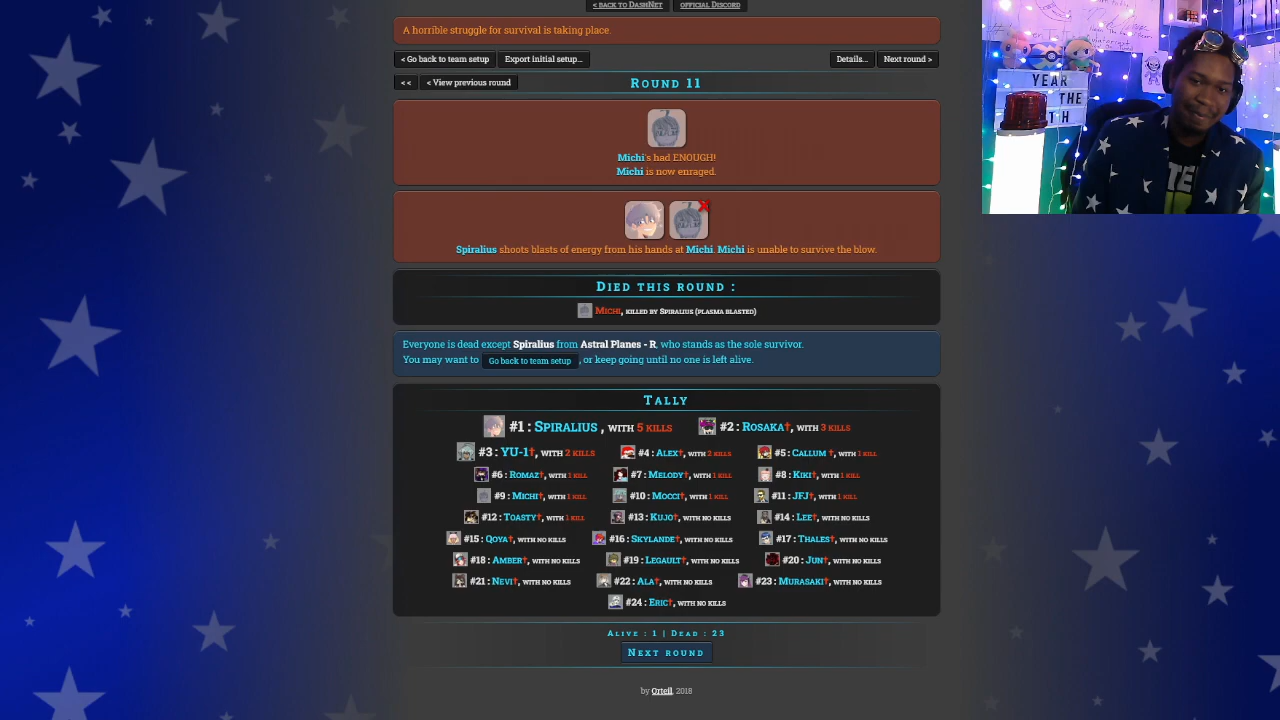 < BACK TO DASHNET OFFICIAL DISCORD
A horrible struggle for survival is taking place.
< Go back to team setup Export initial setup... Details... Next round >
<< < View previous round ROUND 11
Michi's had ENOUGH!
Michi is now enraged.
Spiralius shoots blasts of energy from his hands at Michi. Michi is unable to survive the blow.
DIED THIS ROUND :
MICHI, KILLED BY SPIRALIUS (PLASMA BLASTED)
Everyone is dead except Spiralius from Astral Planes - R, who stands as the sole survivor.
You may want to Go back to team setup, or keep going until no one is left alive.
TALLY
#1 : SPIRALIUS , WITH 5 KILLS #2 : ROSAKA†, WITH 3 KILLS
#3 : YU-1†, WITH 2 KILLS #4 : ALEX†, WITH 2 KILLS #5 : CALLUM †, WITH 1 KILL
#6 : ROMAZ†, WITH 1 KILL #7 : MELODY†, WITH 1 KILL #8 : KIKI†, WITH 1 KILL
#9 : MICHI†, WITH 1 KILL #10 : MOCCI†, WITH 1 KILL #11 : JFJ†, WITH 1 KILL
#12 : TOASTY†, WITH 1 KILL #13 : KUJO†, WITH NO KILLS #14 : LEE†, WITH NO KILLS
#15 : QOYA†, WITH NO KILLS #16 : SKYLANDE†, WITH NO KILLS #17 : THALES†, WITH NO KILLS
#18 : AMBER†, WITH NO KILLS #19 : LEGAULT†, WITH NO KILLS #20 : JUN†, WITH NO KILLS
#21 : NEVI†, WITH NO KILLS #22 : ALA†, WITH NO KILLS #23 : MURASAKI†, WITH NO KILLS
#24 : ERIC†, WITH NO KILLS
ALIVE : 1 | DEAD : 23
NEXT ROUND
by Orteil, 2018
YEAR
THE